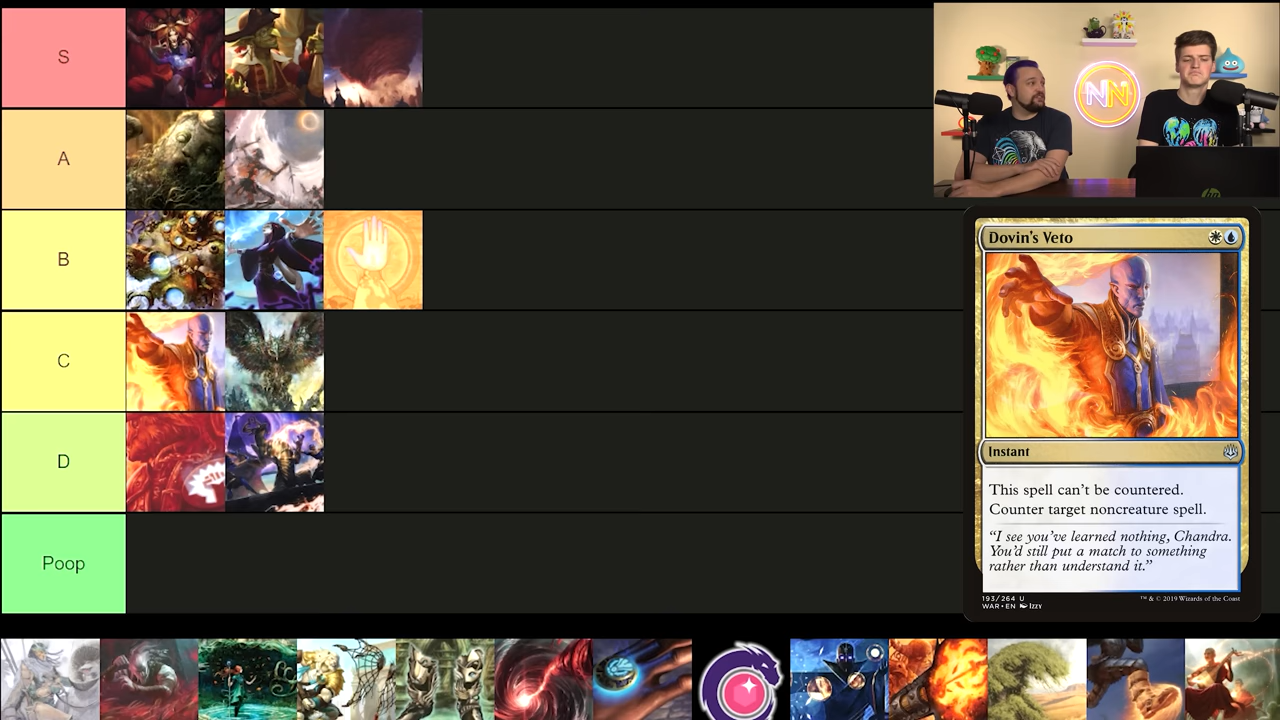 S
A
B
C
D
Poop
NN
Dovin's Veto
Instant
This spell can't be countered.
Counter target noncreature spell.
“I see you've learned nothing, Chandra.
You'd still put a match to something
rather than understand it.”
193/264 U
WAR • EN Izzy
™ & © 2019 Wizards of the Coast
hp